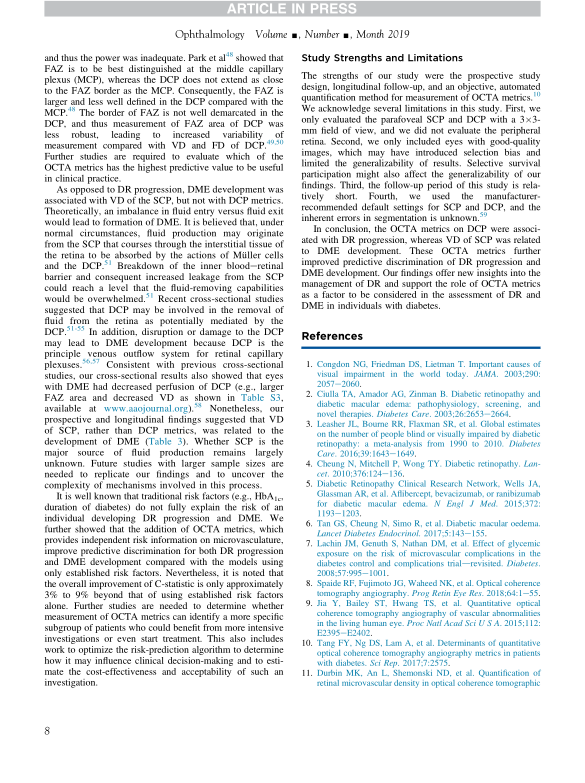 ARTICLE IN PRESS
Ophthalmology Volume ■, Number ■, Month 2019
and thus the power was inadequate. Park et al48 showed that
FAZ is to be best distinguished at the middle capillary
plexus (MCP), whereas the DCP does not extend as close
to the FAZ border as the MCP. Consequently, the FAZ is
larger and less well defined in the DCP compared with the
MCP.48 The border of FAZ is not well demarcated in the
DCP, and thus measurement of FAZ area of DCP was
less robust, leading to increased variability of
measurement compared with VD and FD of DCP.49,50
Further studies are required to evaluate which of the
OCTA metrics has the highest predictive value to be useful
in clinical practice.
As opposed to DR progression, DME development was
associated with VD of the SCP, but not with DCP metrics.
Theoretically, an imbalance in fluid entry versus fluid exit
would lead to formation of DME. It is believed that, under
normal circumstances, fluid production may originate
from the SCP that courses through the interstitial tissue of
the retina to be absorbed by the actions of Müller cells
and the DCP.51 Breakdown of the inner blood–retinal
barrier and consequent increased leakage from the SCP
could reach a level that the fluid-removing capabilities
would be overwhelmed.51 Recent cross-sectional studies
suggested that DCP may be involved in the removal of
fluid from the retina as potentially mediated by the
DCP.51-55 In addition, disruption or damage to the DCP
may lead to DME development because DCP is the
principle venous outflow system for retinal capillary
plexuses.56,57 Consistent with previous cross-sectional
studies, our cross-sectional results also showed that eyes
with DME had decreased perfusion of DCP (e.g., larger
FAZ area and decreased VD as shown in Table S3,
available at www.aaojournal.org).58 Nonetheless, our
prospective and longitudinal findings suggested that VD
of SCP, rather than DCP metrics, was related to the
development of DME (Table 3). Whether SCP is the
major source of fluid production remains largely
unknown. Future studies with larger sample sizes are
needed to replicate our findings and to uncover the
complexity of mechanisms involved in this process.
It is well known that traditional risk factors (e.g., HbA1c,
duration of diabetes) do not fully explain the risk of an
individual developing DR progression and DME. We
further showed that the addition of OCTA metrics, which
provides independent risk information on microvasculature,
improve predictive discrimination for both DR progression
and DME development compared with the models using
only established risk factors. Nevertheless, it is noted that
the overall improvement of C-statistic is only approximately
3% to 9% beyond that of using established risk factors
alone. Further studies are needed to determine whether
measurement of OCTA metrics can identify a more specific
subgroup of patients who could benefit from more intensive
investigations or even start treatment. This also includes
work to optimize the risk-prediction algorithm to determine
how it may influence clinical decision-making and to esti-
mate the cost-effectiveness and acceptability of such an
investigation.
Study Strengths and Limitations
The strengths of our study were the prospective study
design, longitudinal follow-up, and an objective, automated
quantification method for measurement of OCTA metrics.10
We acknowledge several limitations in this study. First, we
only evaluated the parafoveal SCP and DCP with a 3×3-
mm field of view, and we did not evaluate the peripheral
retina. Second, we only included eyes with good-quality
images, which may have introduced selection bias and
limited the generalizability of results. Selective survival
participation might also affect the generalizability of our
findings. Third, the follow-up period of this study is rela-
tively short. Fourth, we used the manufacturer-
recommended default settings for SCP and DCP, and the
inherent errors in segmentation is unknown.59
In conclusion, the OCTA metrics on DCP were associ-
ated with DR progression, whereas VD of SCP was related
to DME development. These OCTA metrics further
improved predictive discrimination of DR progression and
DME development. Our findings offer new insights into the
management of DR and support the role of OCTA metrics
as a factor to be considered in the assessment of DR and
DME in individuals with diabetes.
References
1. Congdon NG, Friedman DS, Lietman T. Important causes of
visual impairment in the world today. JAMA. 2003;290:
2057–2060.
2. Ciulla TA, Amador AG, Zinman B. Diabetic retinopathy and
diabetic macular edema: pathophysiology, screening, and
novel therapies. Diabetes Care. 2003;26:2653–2664.
3. Leasher JL, Bourne RR, Flaxman SR, et al. Global estimates
on the number of people blind or visually impaired by diabetic
retinopathy: a meta-analysis from 1990 to 2010. Diabetes
Care. 2016;39:1643–1649.
4. Cheung N, Mitchell P, Wong TY. Diabetic retinopathy. Lan-
cet. 2010;376:124–136.
5. Diabetic Retinopathy Clinical Research Network, Wells JA,
Glassman AR, et al. Aflibercept, bevacizumab, or ranibizumab
for diabetic macular edema. N Engl J Med. 2015;372:
1193–1203.
6. Tan GS, Cheung N, Simo R, et al. Diabetic macular oedema.
Lancet Diabetes Endocrinol. 2017;5:143–155.
7. Lachin JM, Genuth S, Nathan DM, et al. Effect of glycemic
exposure on the risk of microvascular complications in the
diabetes control and complications trial—revisited. Diabetes.
2008;57:995–1001.
8. Spaide RF, Fujimoto JG, Waheed NK, et al. Optical coherence
tomography angiography. Prog Retin Eye Res. 2018;64:1–55.
9. Jia Y, Bailey ST, Hwang TS, et al. Quantitative optical
coherence tomography angiography of vascular abnormalities
in the living human eye. Proc Natl Acad Sci U S A. 2015;112:
E2395–E2402.
10. Tang FY, Ng DS, Lam A, et al. Determinants of quantitative
optical coherence tomography angiography metrics in patients
with diabetes. Sci Rep. 2017;7:2575.
11. Durbin MK, An L, Shemonski ND, et al. Quantification of
retinal microvascular density in optical coherence tomographic
8